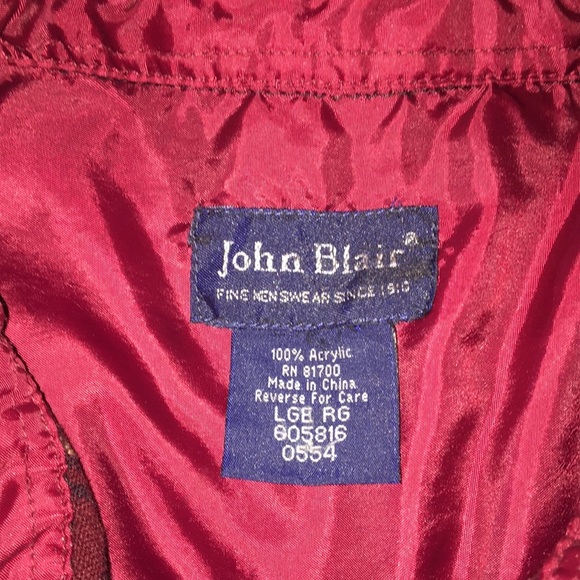 John Blair®
FINE MENSWEAR SINCE 1910
100% Acrylic
RN 81700
Made in China
Reverse For Care
LGE RG
605816
0554